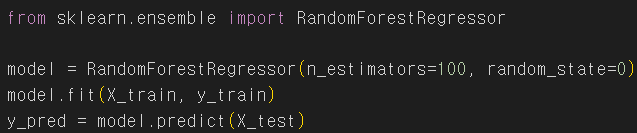 from sklearn.ensemble import RandomForestRegressor
model = RandomForestRegressor(n_estimators=100, random_state=0)
model.fit(X_train, y_train)
y_pred = model.predict(X_test)